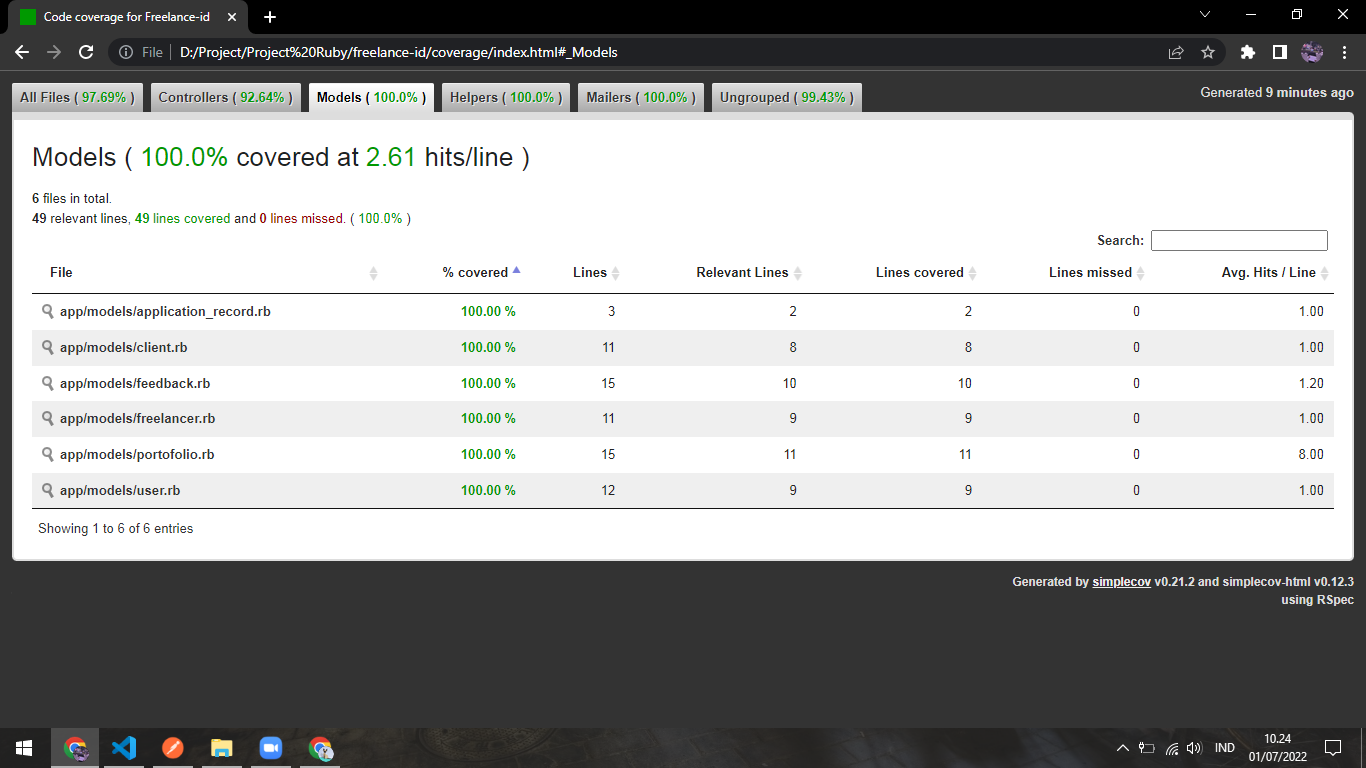 Code coverage for Freelance-id
File D:/Project/Project%20Ruby/freelance-id/coverage/index.html#_Models
All Files ( 97.69% ) Controllers ( 92.64% ) Models ( 100.0% ) Helpers ( 100.0% ) Mailers ( 100.0% ) Ungrouped ( 99.43% ) Generated 9 minutes ago
Models ( 100.0% covered at 2.61 hits/line )
6 files in total.
49 relevant lines, 49 lines covered and 0 lines missed. ( 100.0% )
Search:
File % covered Lines Relevant Lines Lines covered Lines missed Avg. Hits / Line
app/models/application_record.rb 100.00 % 3 2 2 0 1.00
app/models/client.rb 100.00 % 11 8 8 0 1.00
app/models/feedback.rb 100.00 % 15 10 10 0 1.20
app/models/freelancer.rb 100.00 % 11 9 9 0 1.00
app/models/portofolio.rb 100.00 % 15 11 11 0 8.00
app/models/user.rb 100.00 % 12 9 9 0 1.00
Showing 1 to 6 of 6 entries
Generated by simplecov v0.21.2 and simplecov-html v0.12.3
using RSpec
IND
10.24
01/07/2022